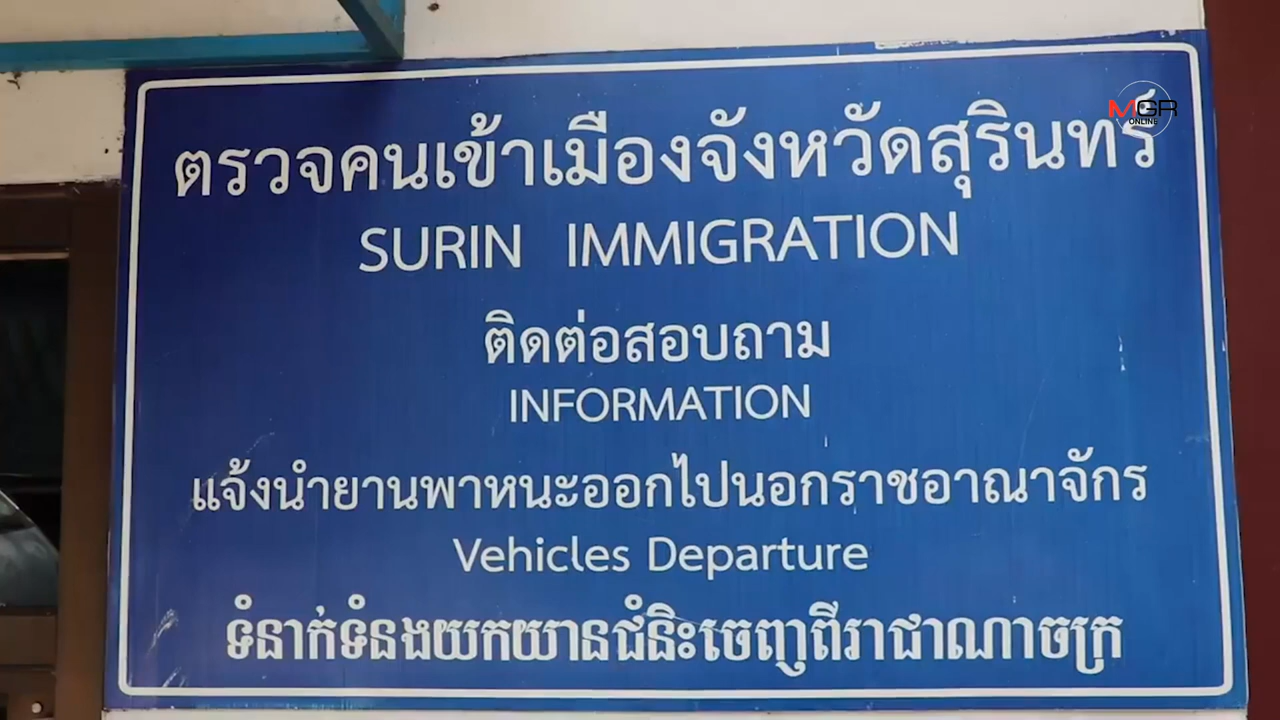 ตรวจคนเข้าเมืองจังหวัดสุรินทร์
MGR
ONLINE
SURIN IMMIGRATION
ติดต่อสอบถาม
INFORMATION
แจ้งนำยานพาหนะออกไปนอกราชอาณาจักร
Vehicles Departure
ទំនាក់ទំនងយកយានជំនិះចេញពីរាជាណាចក្រ